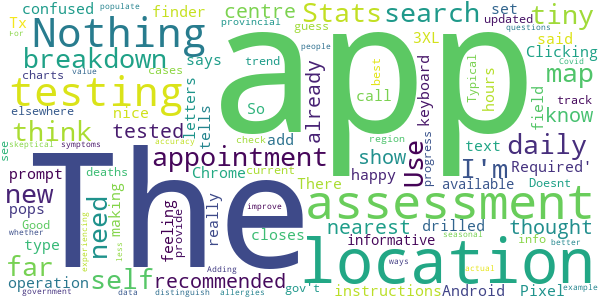 confused populate
Tx For provincial finder
centre
Stats search tiny
set updated questions
Nothing
app
guess people
3XL said
Clicking
breakdown says trend
charts value
nice cases
testing
letters
already
call
keyboard
best Typical hours
map
track
field
elsewhere
So
tells
think tested
add
check
region
progress
text
know
see skeptical symptoms accuracy
prompt
The
appointment
Chrome current
show
Use
I'm
daily
available
Required'
Doesnt
new
pops deaths
There
happy
assessment
far
Good whether
need
experiencing
making less
feeling
provide
really
closes
nearest
improve
informative
drilled
seasonal
thought
info better
type
operation
self
recommended
Adding
ways
location
actual
government
data distinguish allergies
gov't
instructions
Android Pixel
example
Covid